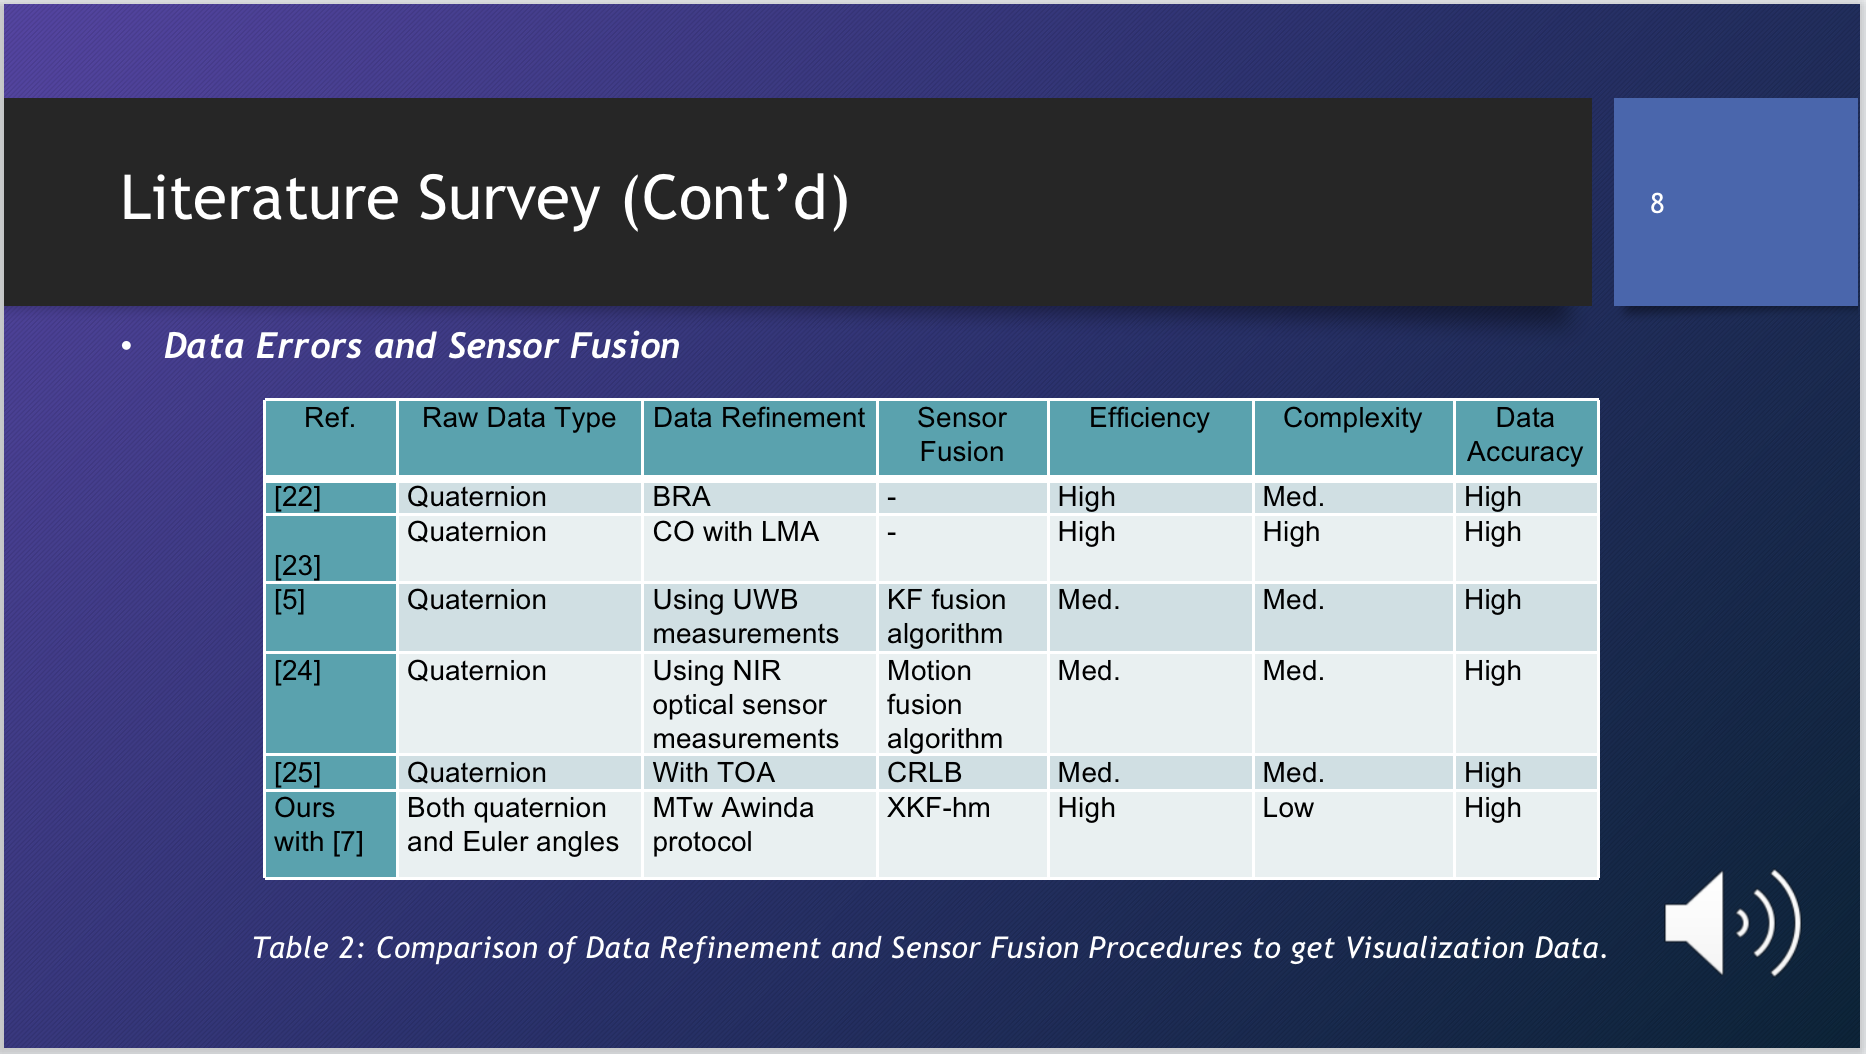 Literature Survey (Cont’d)
8
• Data Errors and Sensor Fusion
Ref. Raw Data Type Data Refinement Sensor Fusion Efficiency Complexity Data Accuracy
[22] Quaternion BRA - High Med. High
[23] Quaternion CO with LMA - High High High
[5] Quaternion Using UWB measurements KF fusion algorithm Med. Med. High
[24] Quaternion Using NIR optical sensor measurements Motion fusion algorithm Med. Med. High
[25] Quaternion With TOA CRLB Med. Med. High
Ours with [7] Both quaternion and Euler angles MTw Awinda protocol XKF-hm High Low High
Table 2: Comparison of Data Refinement and Sensor Fusion Procedures to get Visualization Data.